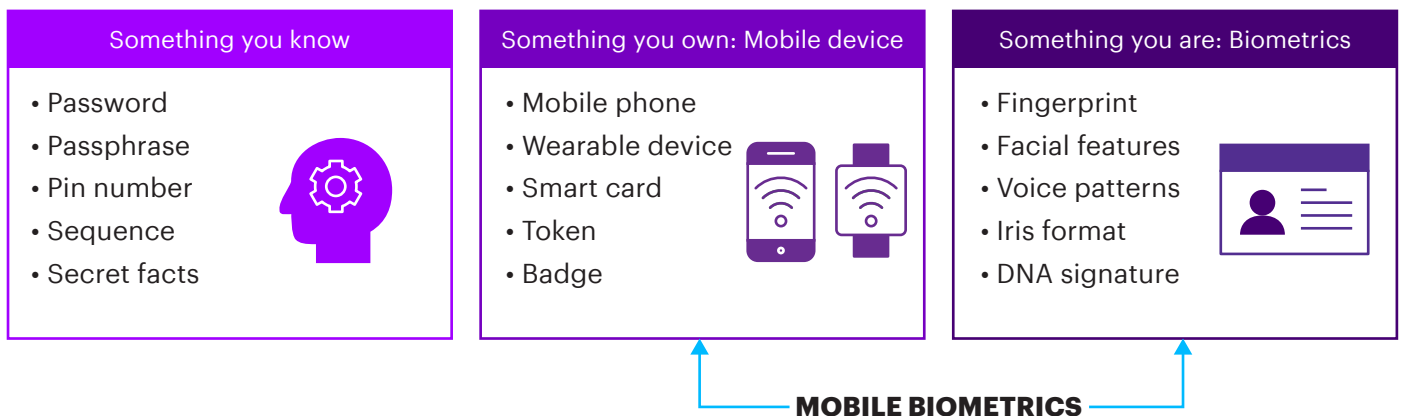 Something you know
• Password
• Passphrase
• Pin number
• Sequence
• Secret facts
Something you own: Mobile device
• Mobile phone
• Wearable device
• Smart card
• Token
• Badge
Something you are: Biometrics
• Fingerprint
• Facial features
• Voice patterns
• Iris format
• DNA signature
MOBILE BIOMETRICS